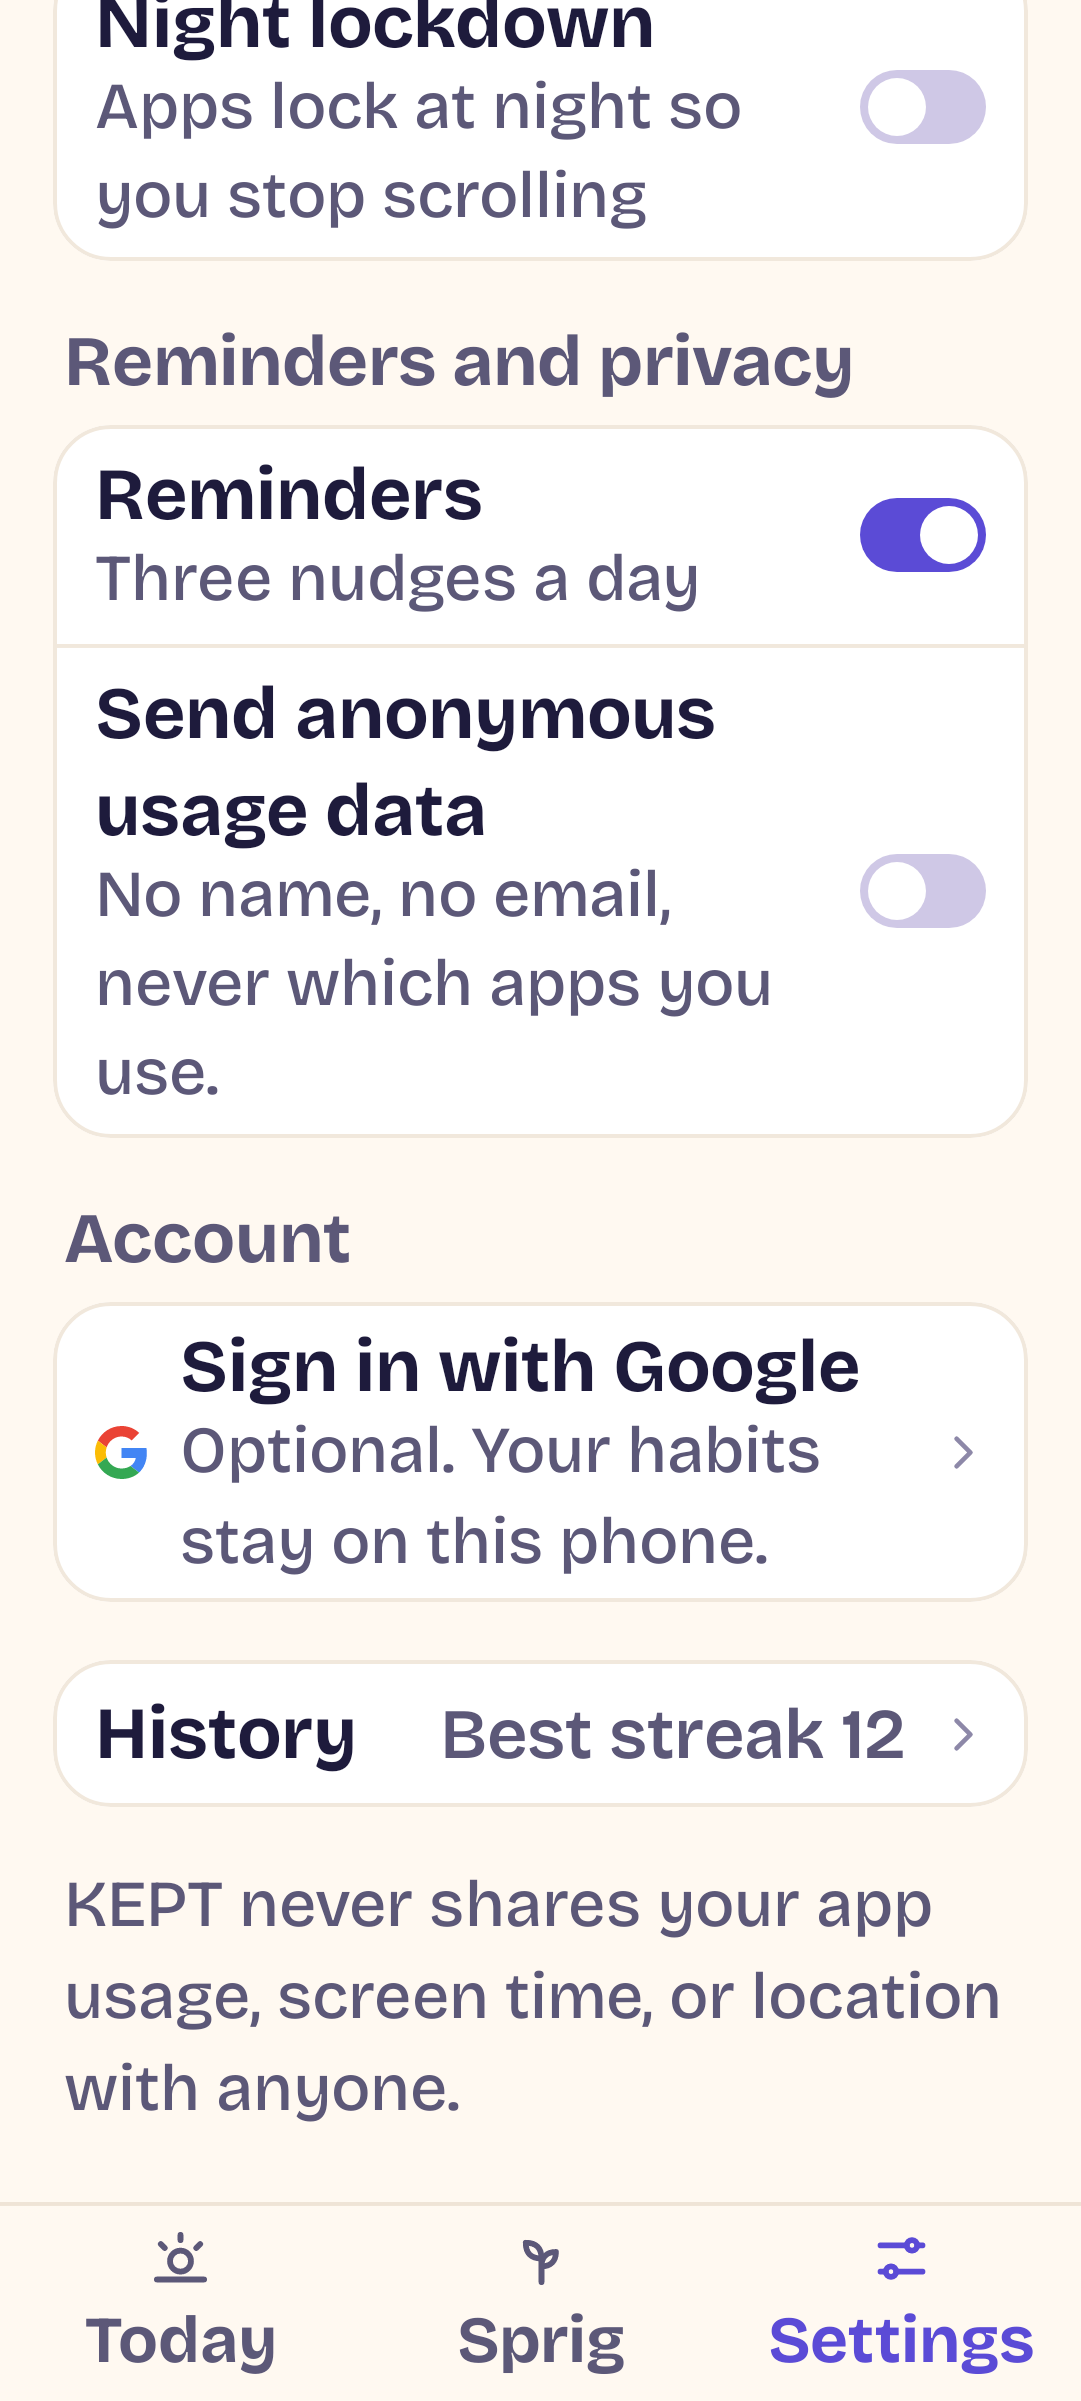 Night lockdown
Apps lock at night so
you stop scrolling
Reminders and privacy
Reminders
Three nudges a day
Send anonymous
usage data
No name, no email,
never which apps you
use.
Account
Sign in with Google
Optional. Your habits
stay on this phone.
History Best streak 12
KEPT never shares your app
usage, screen time, or location
with anyone.
Today Sprig Settings